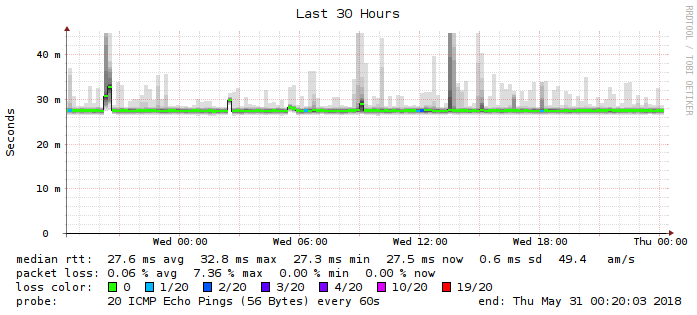 Last 30 Hours
RRDTOOL / TOBI OETIKER
Seconds
40 m
30 m
20 m
10 m
0
Wed 00:00 Wed 06:00 Wed 12:00 Wed 18:00 Thu 00:00
median rtt: 27.6 ms avg 32.8 ms max 27.3 ms min 27.5 ms now 0.6 ms sd 49.4 am/s
packet loss: 0.06 % avg 7.36 % max 0.00 % min 0.00 % now
loss color: 0 1/20 2/20 3/20 4/20 10/20 19/20
probe: 20 ICMP Echo Pings (56 Bytes) every 60s end: Thu May 31 00:20:03 2018